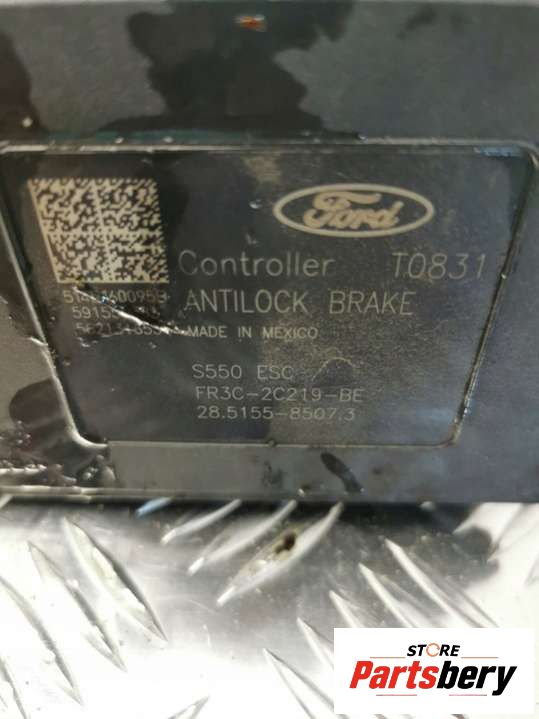 Ford
Controller T0831
ANTILOCK BRAKE
MADE IN MEXICO
S550 ESC
FR3C-2C219-BE
28.5155-8507.3
STORE
Partsbery